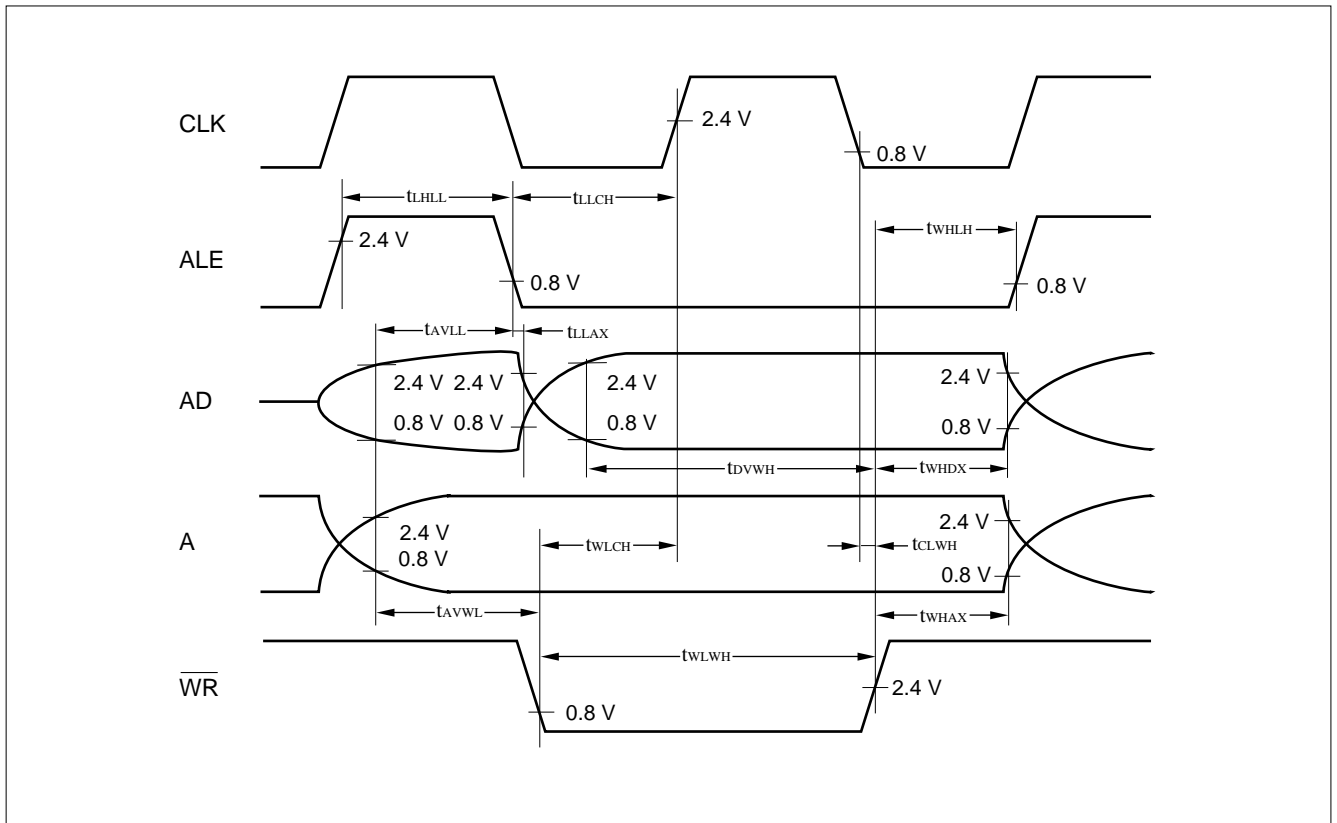 CLK
2.4 V
0.8 V
tLHLL
tLLCH
tWHLH
ALE
2.4 V
0.8 V
0.8 V
tAVLL
tLLAX
AD
2.4 V 2.4 V
2.4 V
2.4 V
0.8 V 0.8 V
0.8 V
0.8 V
tDVWH
tWHDX
A
2.4 V
0.8 V
2.4 V
tWLCH
tCLWH
0.8 V
tAVWL
tWHAX
tWLWH
WR
0.8 V
2.4 V